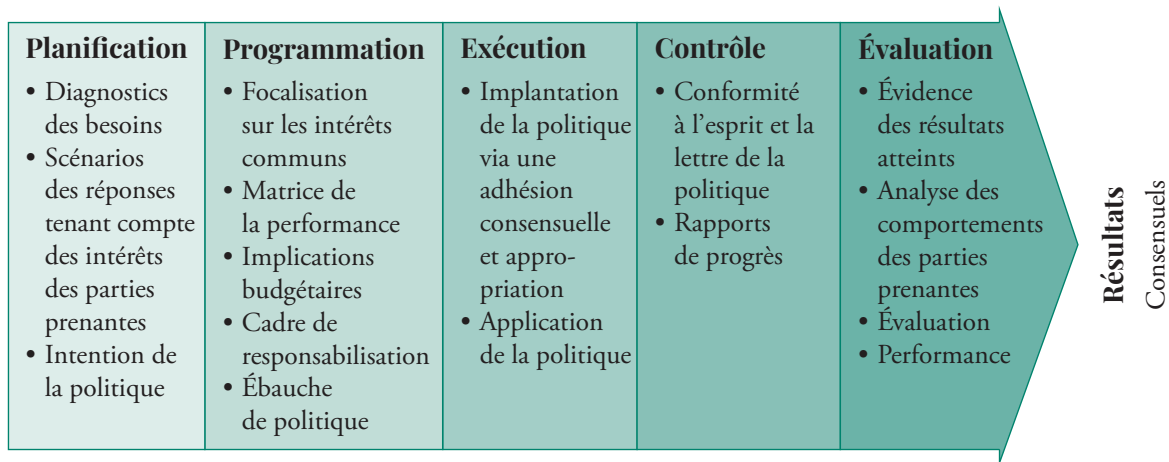 Planification
• Diagnostics
des besoins
• Scénarios
des réponses
tenant compte
des intérêts
des parties
prenantes
• Intention de
la politique
Programmation
• Focalisation
sur les intérêts
communs
• Matrice de
la performance
• Implications
budgétaires
• Cadre de
responsabilisation
• Ébauche
de politique
Exécution
• Implantation
de la politique
via une
adhésion
consensuelle
et appro-
priation
• Application
de la politique
Contrôle
• Conformité
à l'esprit et la
lettre de la
politique
• Rapports
de progrès
Évaluation
• Évidence
des résultats
atteints
• Analyse des
comportements
des parties
prenantes
• Évaluation
• Performance
Résultats
Consensuels